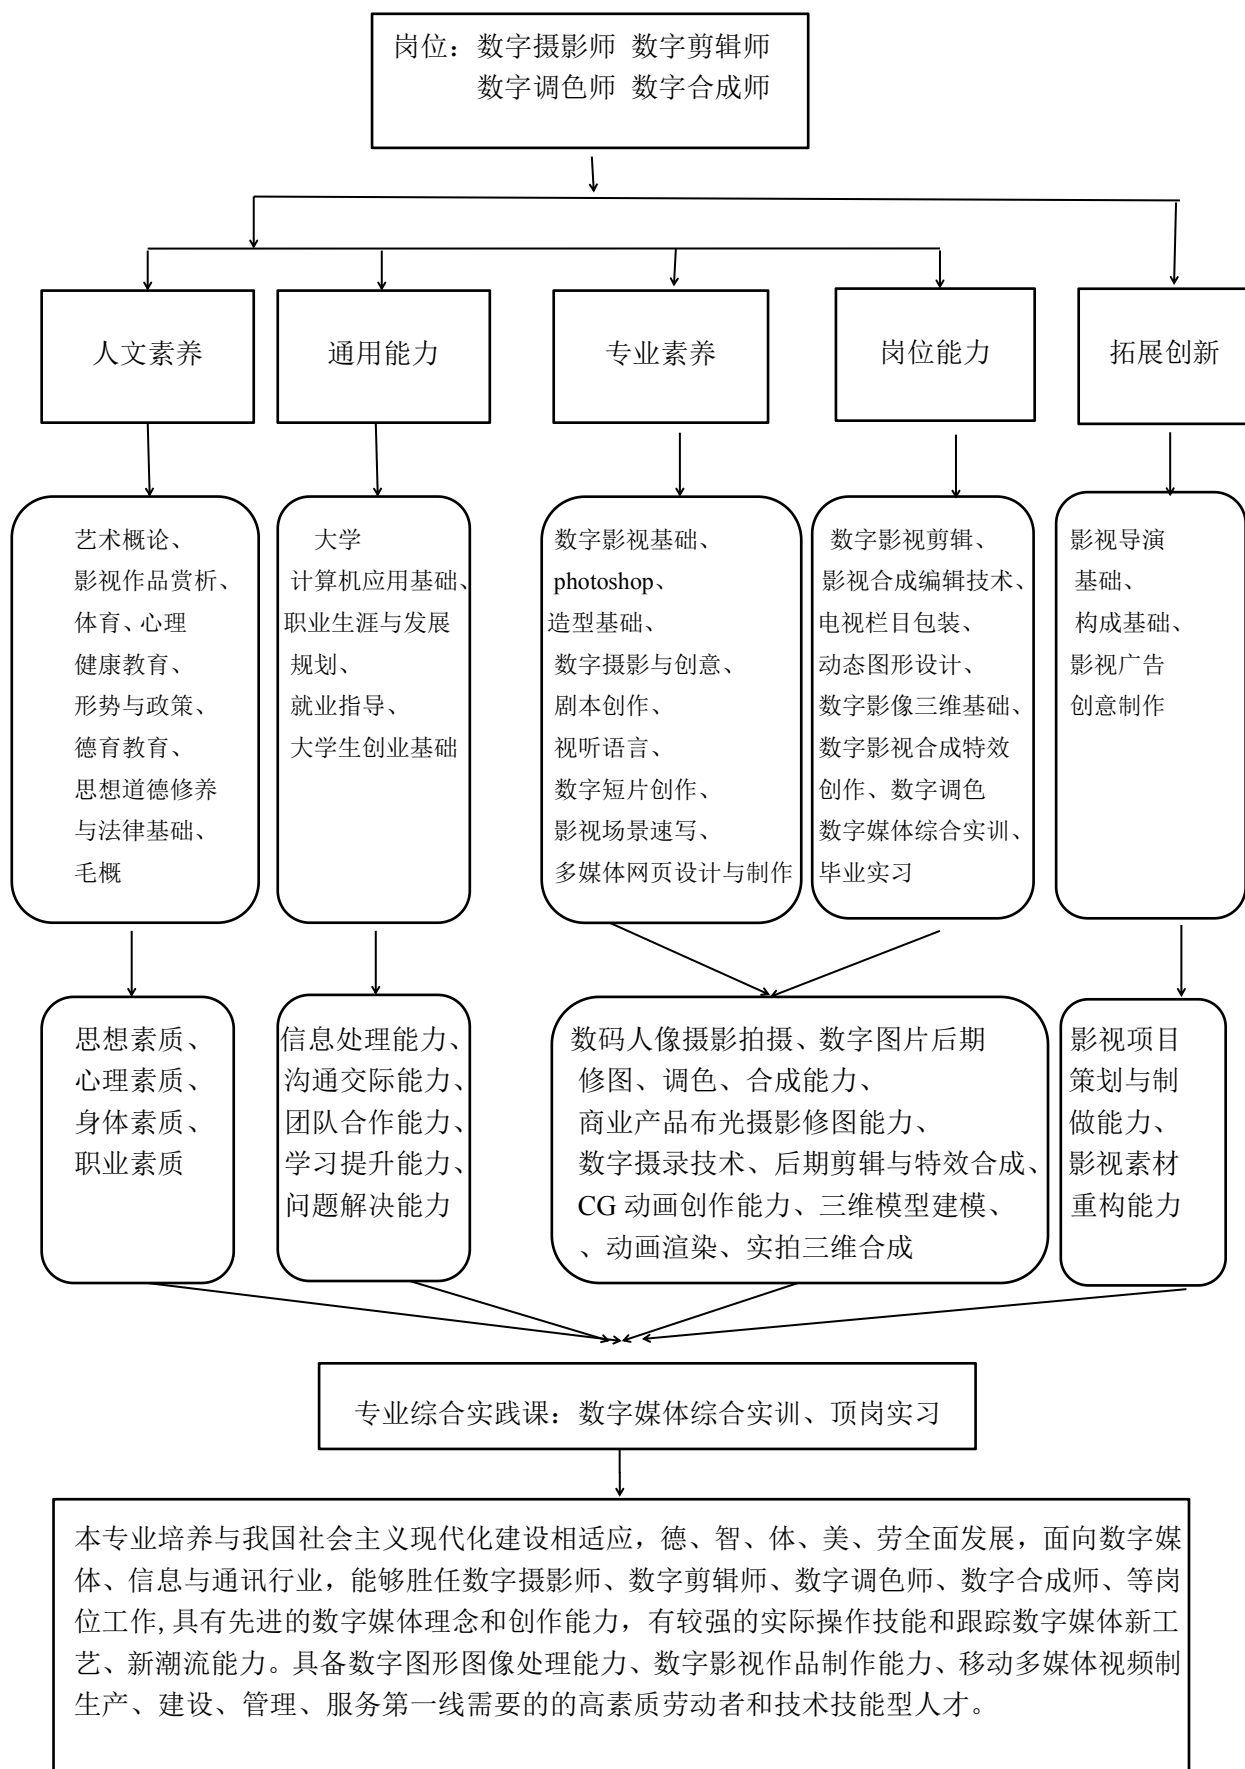 岗位：数字摄影师 数字剪辑师
数字调色师 数字合成师
人文素养
通用能力
专业素养
岗位能力
拓展创新
艺术概论、
影视作品赏析、
体育、心理
健康教育、
形势与政策、
德育教育、
思想道德修养
与法律基础、
毛概
大学
计算机应用基础、
职业生涯与发展
规划、
就业指导、
大学生创业基础
数字影视基础、
photoshop、
造型基础、
数字摄影与创意、
剧本创作、
视听语言、
数字短片创作、
影视场景速写、
多媒体网页设计与制作
数字影视剪辑、
影视合成编辑技术、
电视栏目包装、
动态图形设计、
数字影像三维基础、
数字影视合成特效
创作、数字调色
数字媒体综合实训、
毕业实习
影视导演
基础、
构成基础、
影视广告
创意制作
思想素质、
心理素质、
身体素质、
职业素质
信息处理能力、
沟通交际能力、
团队合作能力、
学习提升能力、
问题解决能力
数码人像摄影拍摄、数字图片后期
修图、调色、合成能力、
商业产品布光摄影修图能力、
数字摄录技术、后期剪辑与特效合成、
CG 动画创作能力、三维模型建模、
、动画渲染、实拍三维合成
影视项目
策划与制
做能力、
影视素材
重构能力
专业综合实践课：数字媒体综合实训、顶岗实习
本专业培养与我国社会主义现代化建设相适应，德、智、体、美、劳全面发展，面向数字媒
体、信息与通讯行业，能够胜任数字摄影师、数字剪辑师、数字调色师、数字合成师、等岗
位工作,具有先进的数字媒体理念和创作能力，有较强的实际操作技能和跟踪数字媒体新工
艺、新潮流能力。具备数字图形图像处理能力、数字影视作品制作能力、移动多媒体视频制
生产、建设、管理、服务第一线需要的的高素质劳动者和技术技能型人才。